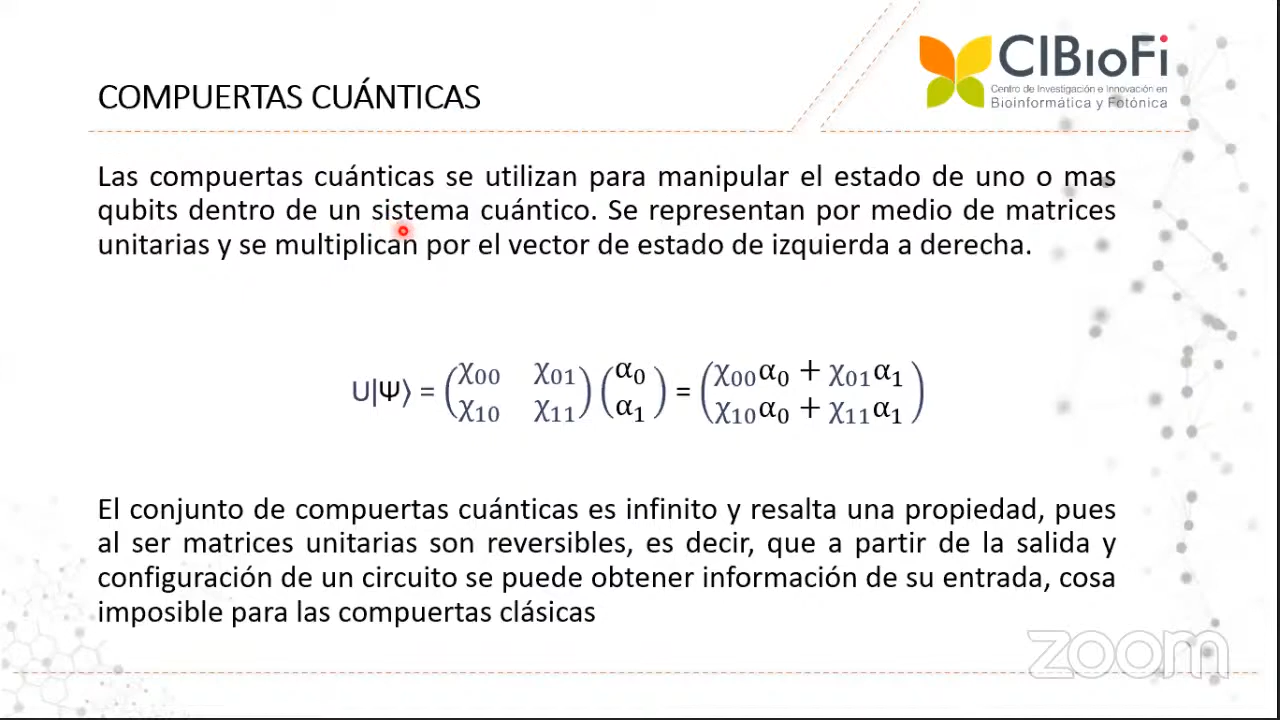 CIBioFi
Centro de Investigación e Innovación en
Bioinformática y Fotónica
COMPUERTAS CUÁNTICAS
Las compuertas cuánticas se utilizan para manipular el estado de uno o mas
qubits dentro de un sistema cuántico. Se representan por medio de matrices
unitarias y se multiplican por el vector de estado de izquierda a derecha.
U|Ψ⟩ = (χ00 χ01 χ10 χ11) (α0 α1) = (χ00α0 + χ01α1 χ10α0 + χ11α1)
El conjunto de compuertas cuánticas es infinito y resalta una propiedad, pues
al ser matrices unitarias son reversibles, es decir, que a partir de la salida y
configuración de un circuito se puede obtener información de su entrada, cosa
imposible para las compuertas clásicas
zoom